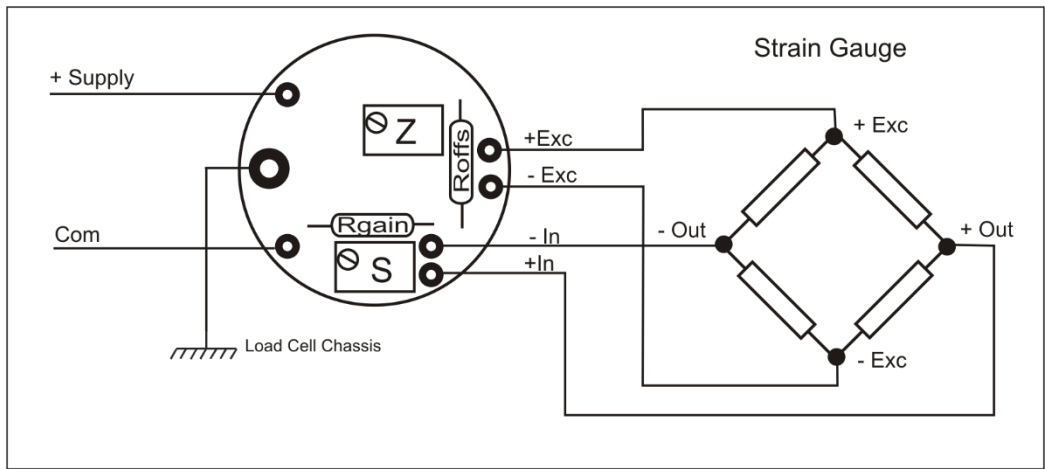 Strain Gauge
+ Supply
Z
Roffs
+Exc
- Exc
+ Exc
Rgain
Com
- In
+In
S
- Out
+ Out
Load Cell Chassis
- Exc